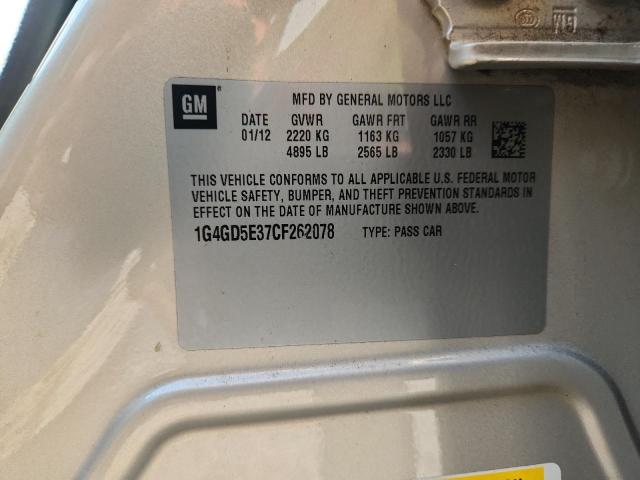 GM
MFD BY GENERAL MOTORS LLC
DATE GVWR GAWR FRT GAWR RR
01/12 2220 KG 1163 KG 1057 KG
4895 LB 2565 LB 2330 LB
THIS VEHICLE CONFORMS TO ALL APPLICABLE U.S. FEDERAL MOTOR
VEHICLE SAFETY, BUMPER, AND THEFT PREVENTION STANDARDS IN
EFFECT ON THE DATE OF MANUFACTURE SHOWN ABOVE.
1G4GD5E37CF262078 TYPE: PASS CAR